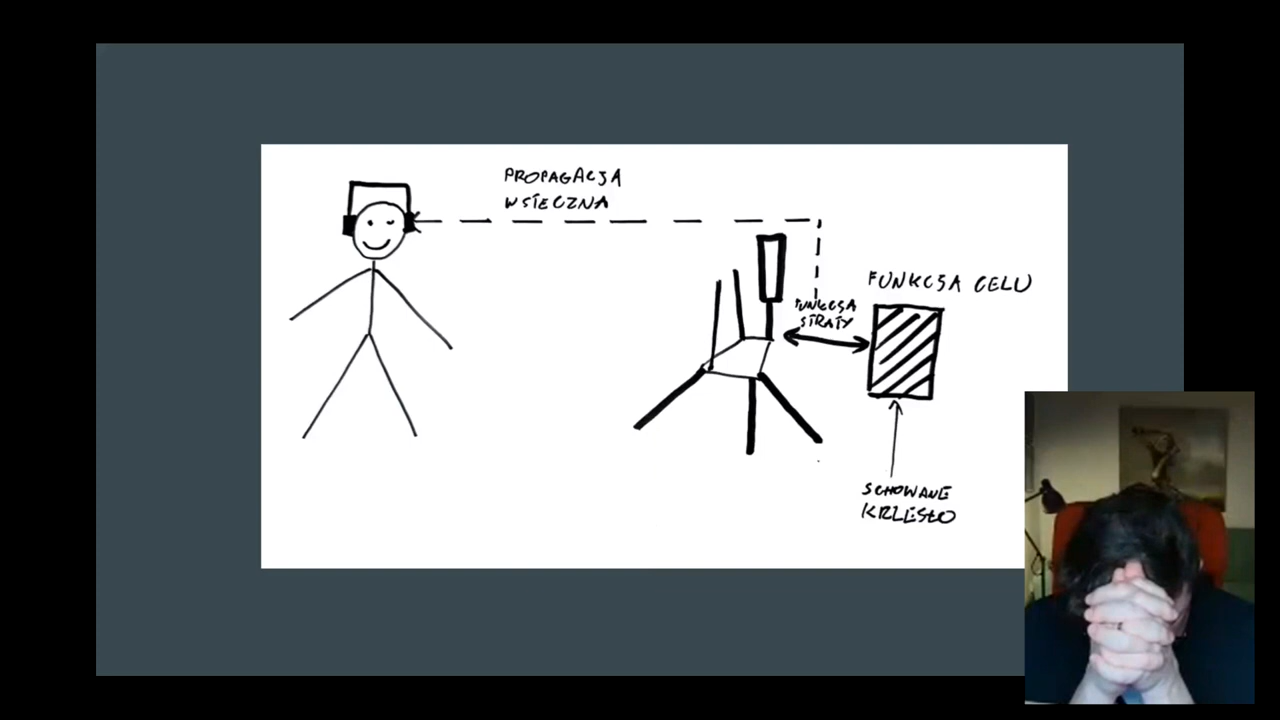 PROPAGACJA
WSTECZNA
FUNKCJA CELU
FUNKCJA
STRATY
SCHOWANE
KRZESŁO